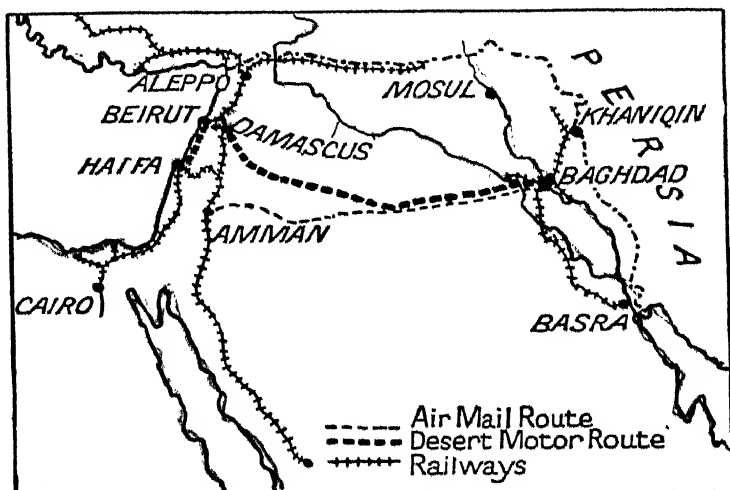 ALEPPO
MOSUL
PERSIA
BEIRUT
KHANIQIN
DAMASCUS
HAIFA
BAGHDAD
AMMAN
CAIRO
BASRA
Air Mail Route
Desert Motor Route
Railways